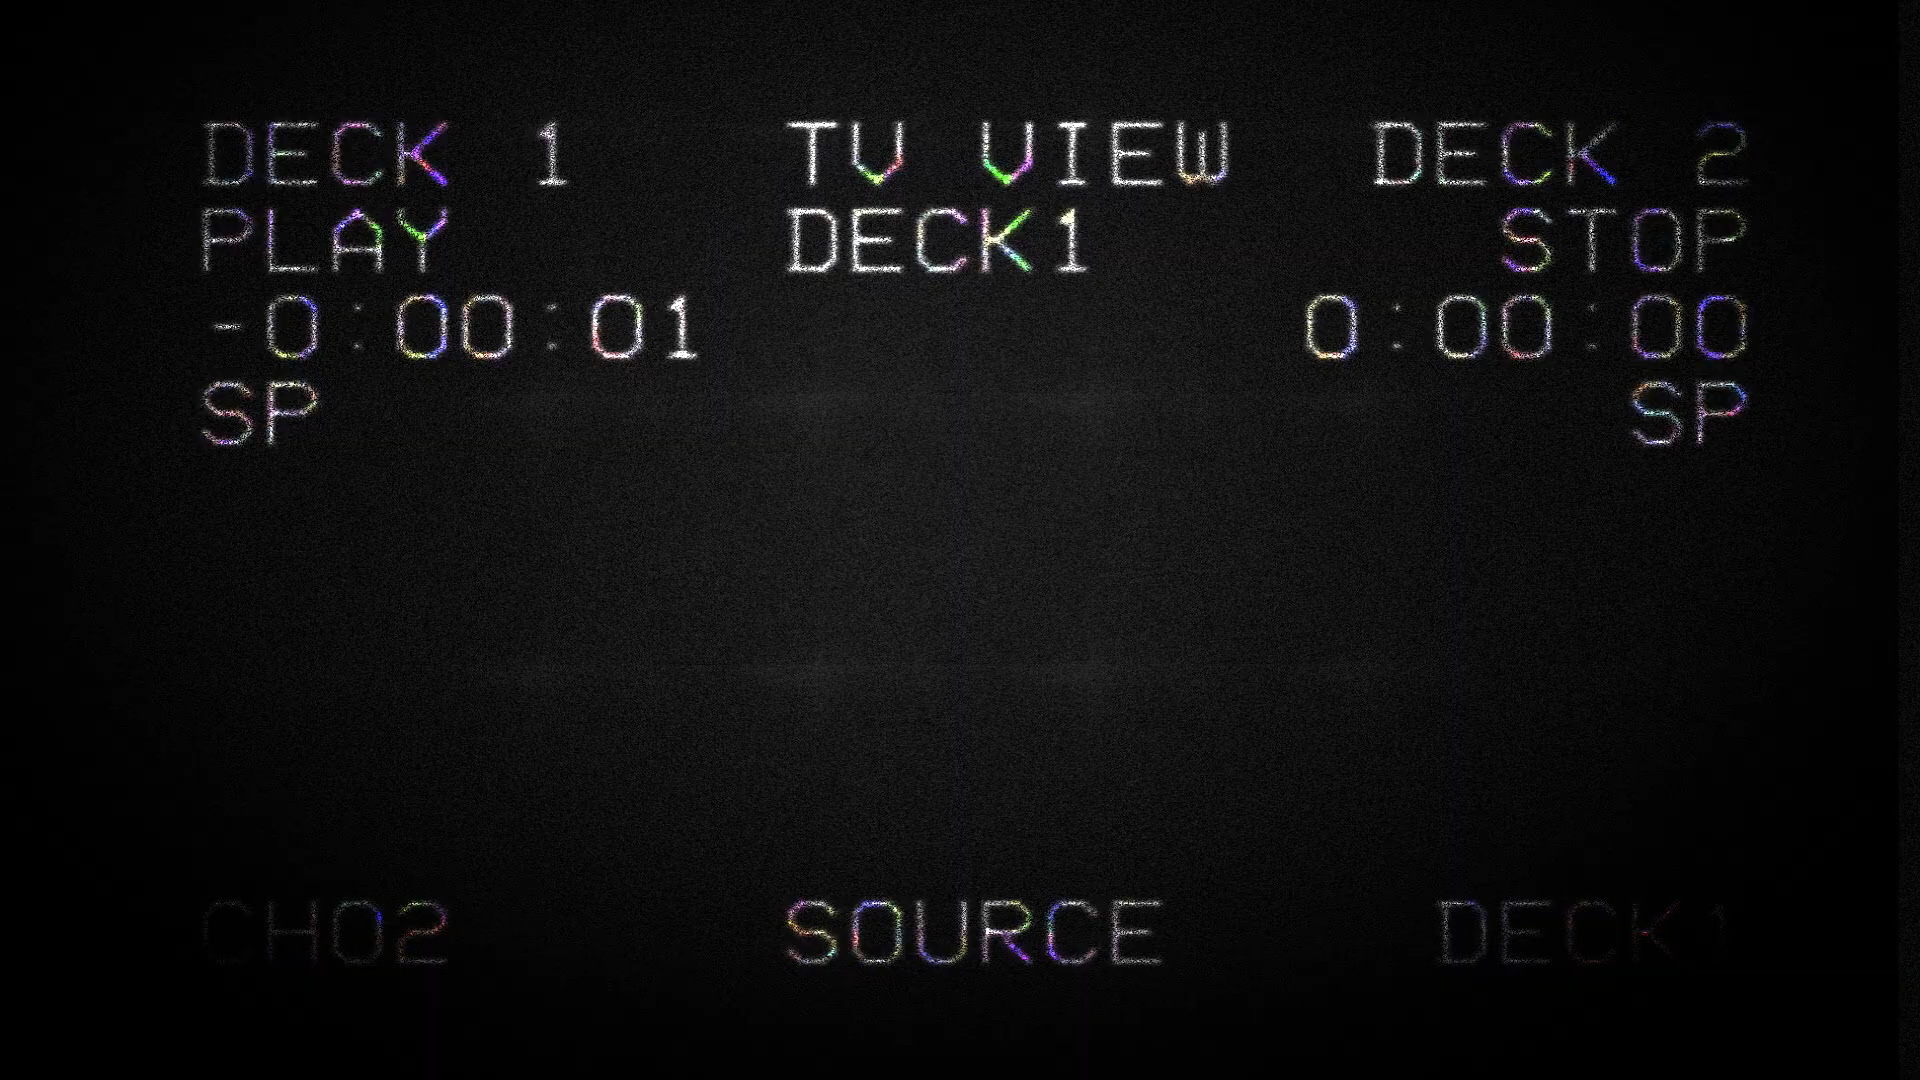 DECK 1 TV VIEW DECK 2
PLAY DECK1 STOP
-0:00:01 0:00:00
SP SP
CH02 SOURCE DECK1